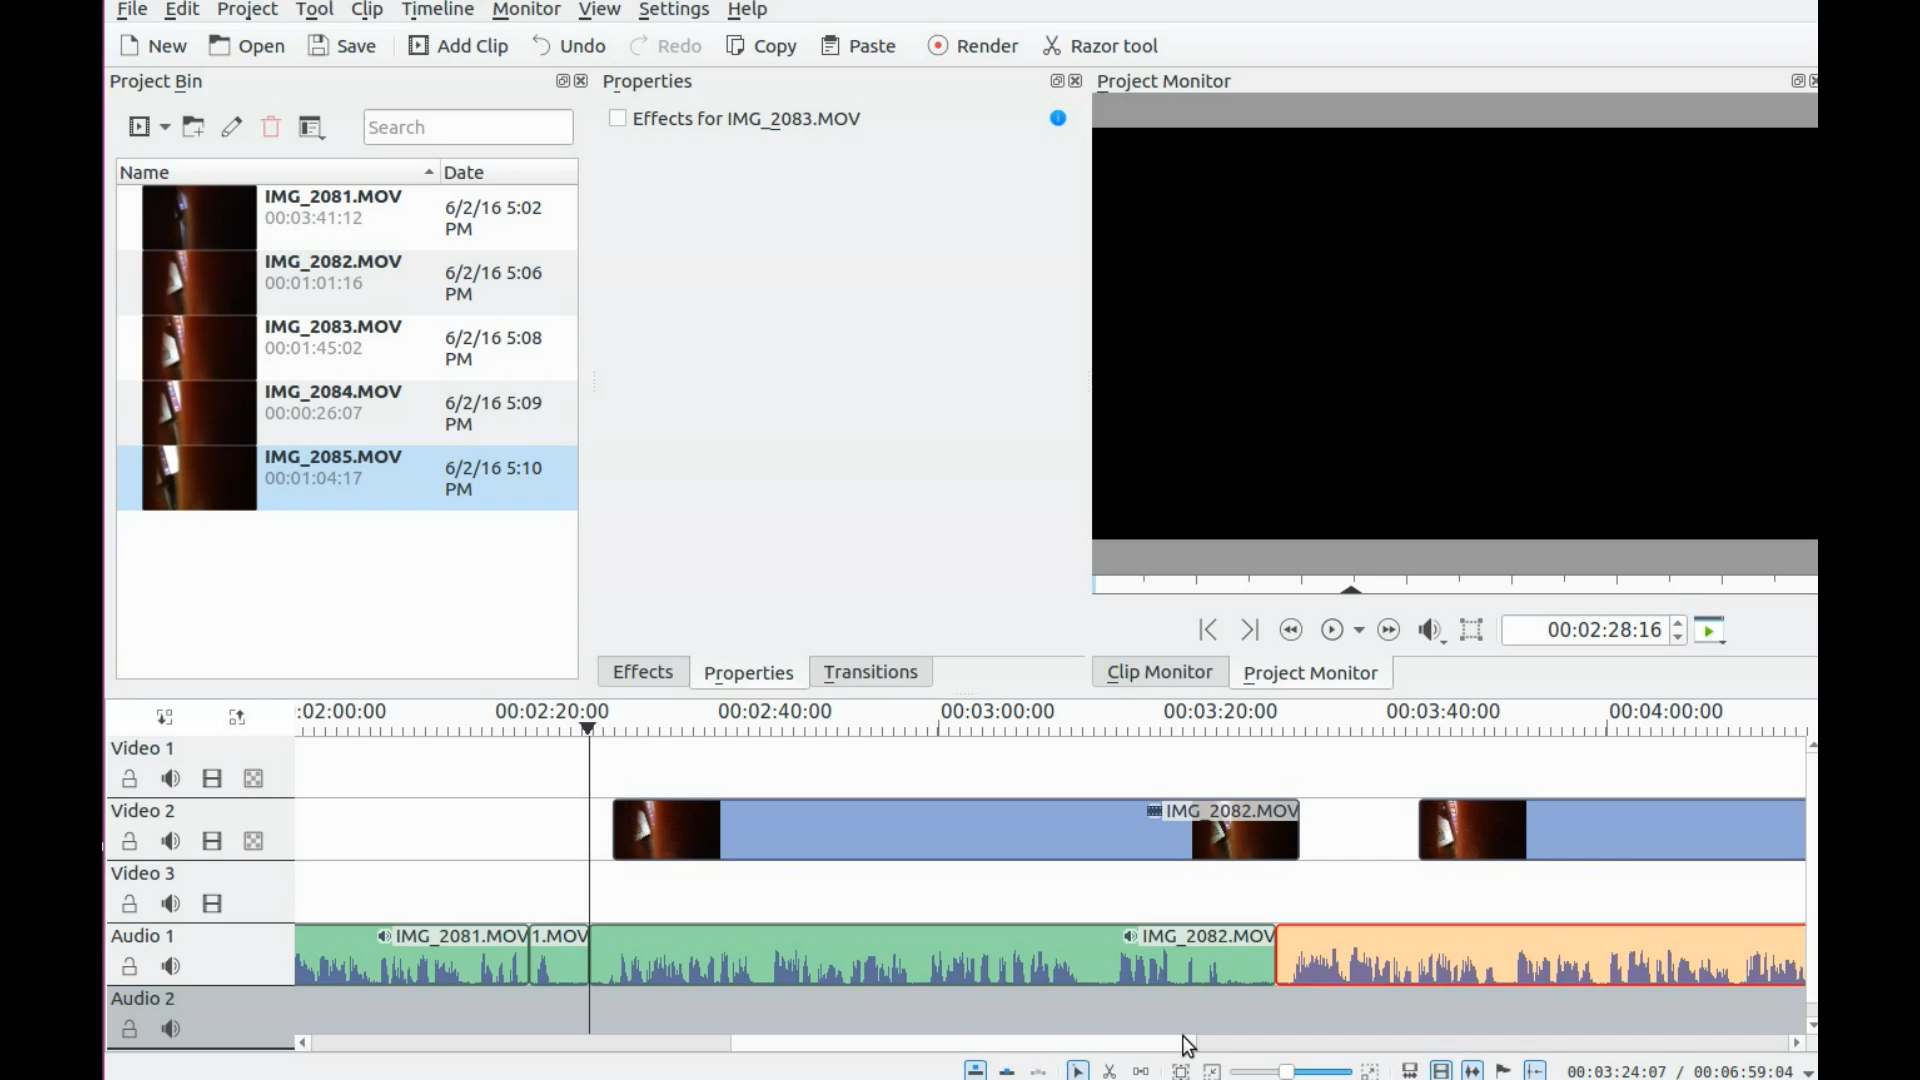 File Edit Project Tool Clip Timeline Monitor View Settings Help
New Open Save Add Clip Undo Redo Copy Paste Render Razor tool
Project Bin
Properties
Project Monitor
Search
Effects for IMG_2083.MOV
Name Date
IMG_2081.MOV
00:03:41:12
6/2/16 5:02
PM
IMG_2082.MOV
00:01:01:16
6/2/16 5:06
PM
IMG_2083.MOV
00:01:45:02
6/2/16 5:08
PM
IMG_2084.MOV
00:00:26:07
6/2/16 5:09
PM
IMG_2085.MOV
00:01:04:17
6/2/16 5:10
PM
00:02:28:16
Effects Properties Transitions
Clip Monitor Project Monitor
:02:00:00 00:02:20:00 00:02:40:00 00:03:00:00 00:03:20:00 00:03:40:00 00:04:00:00
Video 1
Video 2
IMG_2082.MOV
Video 3
Audio 1
IMG_2081.MOV 1.MOV IMG_2082.MOV
Audio 2
00:03:24:07 / 00:06:59:04